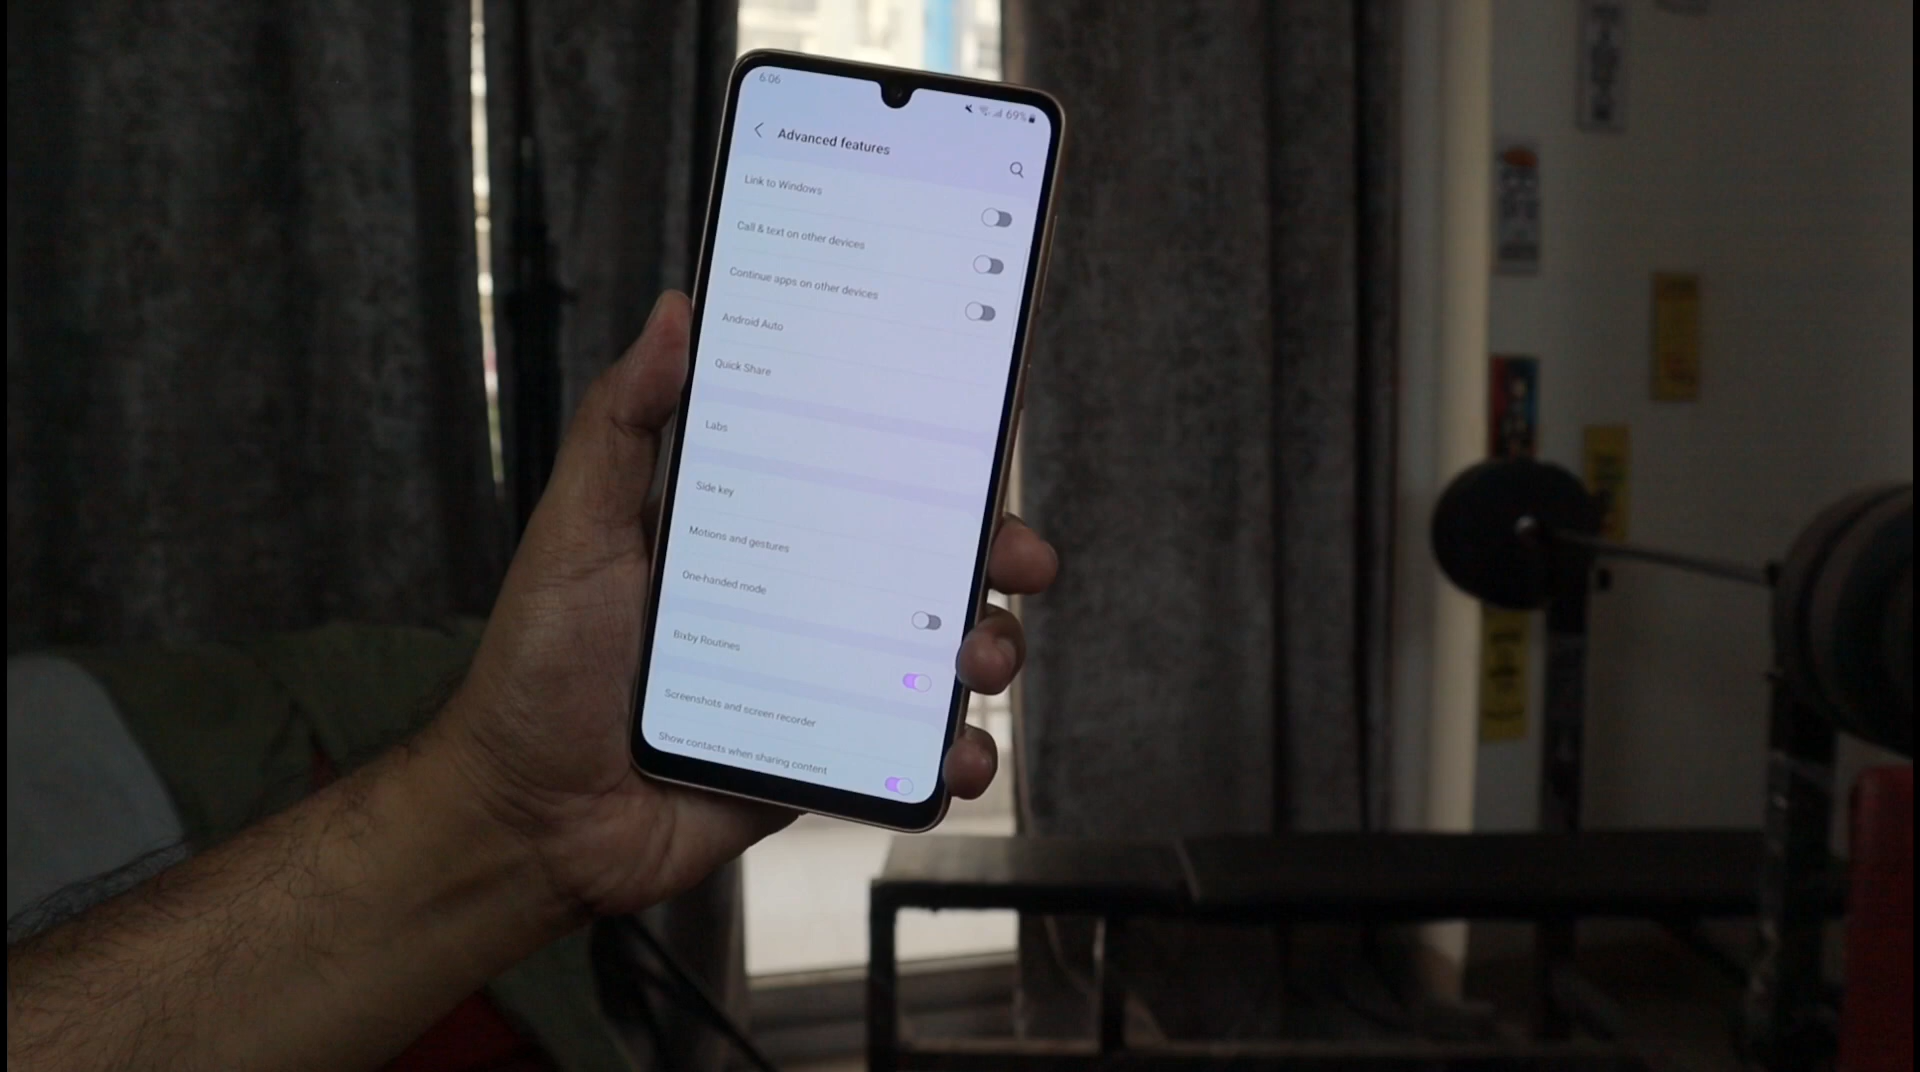 6:06
69%
Advanced features
Link to Windows
Call & text on other devices
Continue apps on other devices
Android Auto
Quick Share
Labs
Side key
Motions and gestures
One-handed mode
Bixby Routines
Screenshots and screen recorder
Show contacts when sharing content